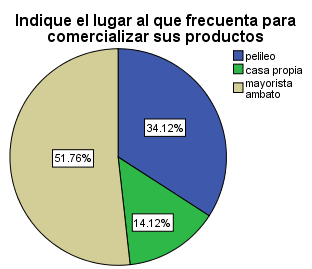 Indique el lugar al que frecuenta para
comercializar sus productos
pelileo
casa propia
mayorista
ambato
34.12%
51.76%
14.12%